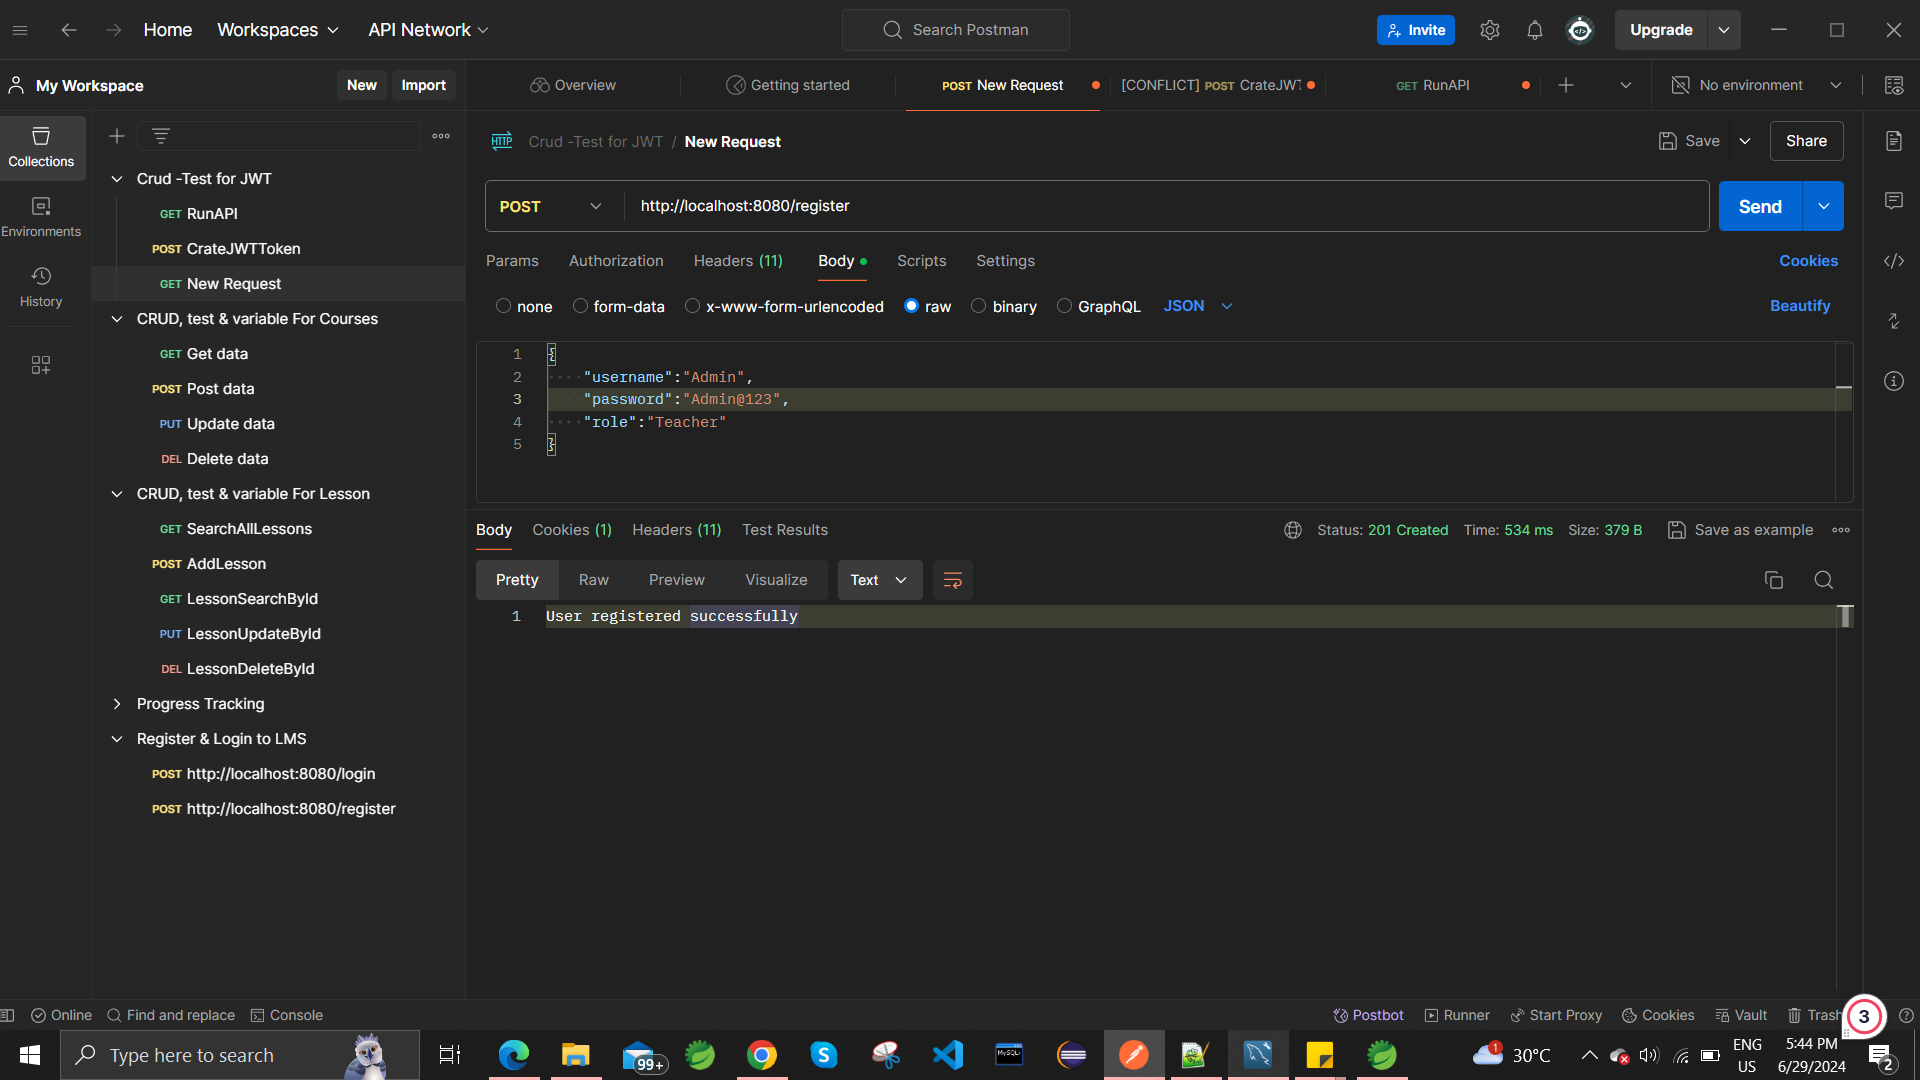 Home Workspaces API Network Search Postman Invite Upgrade
My Workspace New Import Overview Getting started POST New Request [CONFLICT] POST CrateJWT GET RunAPI No environment
Collections
Environments
History
Crud -Test for JWT
GET RunAPI
POST CrateJWTToken
GET New Request
CRUD, test & variable For Courses
GET Get data
POST Post data
PUT Update data
DEL Delete data
CRUD, test & variable For Lesson
GET SearchAllLessons
POST AddLesson
GET LessonSearchById
PUT LessonUpdateById
DEL LessonDeleteById
Progress Tracking
Register & Login to LMS
POST http://localhost:8080/login
POST http://localhost:8080/register
HTTP Crud -Test for JWT / New Request Save Share
POST http://localhost:8080/register Send
Params Authorization Headers (11) Body Scripts Settings Cookies
none form-data x-www-form-urlencoded raw binary GraphQL JSON Beautify
1 {
2 "username":"Admin",
3 "password":"Admin@123",
4 "role":"Teacher"
5 }
Body Cookies (1) Headers (11) Test Results Status: 201 Created Time: 534 ms Size: 379 B Save as example
Pretty Raw Preview Visualize Text
1 User registered successfully
Online Find and replace Console Postbot Runner Start Proxy Cookies Vault Trash 3
Type here to search 99+ 1 30°C ENG 5:44 PM
US 6/29/2024 2